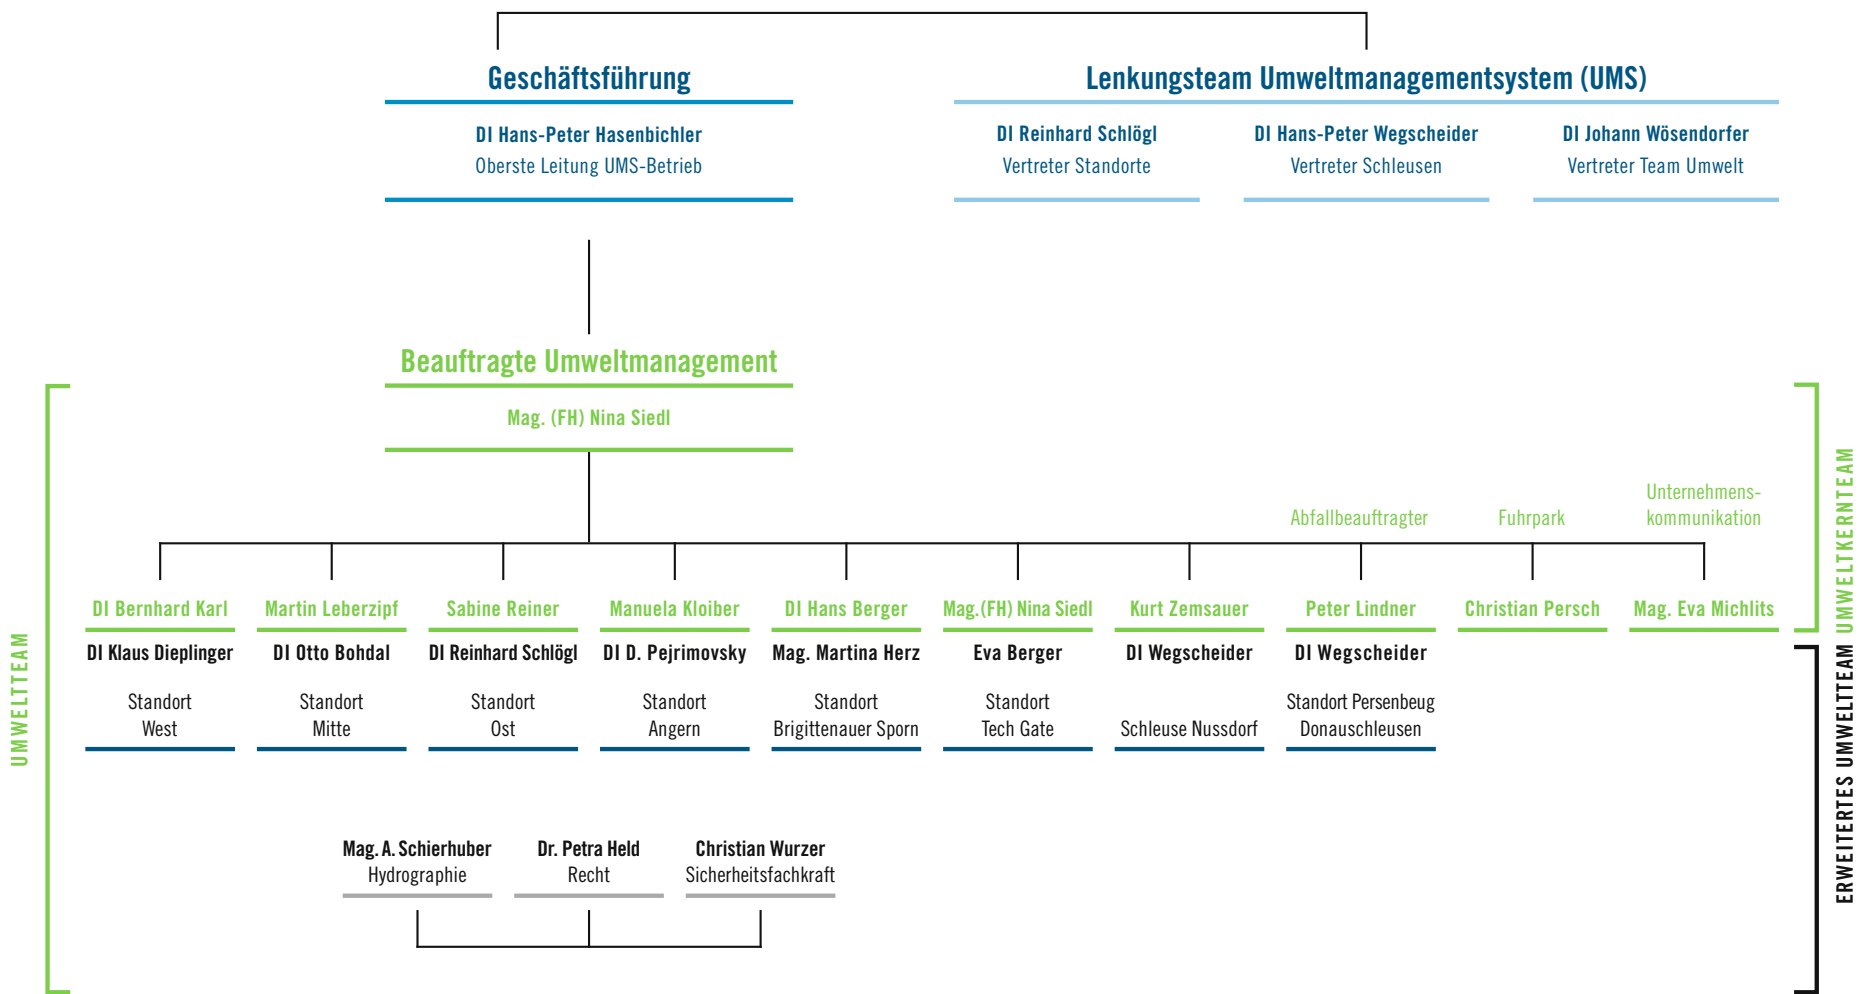 Geschäftsführung
DI Hans-Peter Hasenbichler
Oberste Leitung UMS-Betrieb
Lenkungsteam Umweltmanagementsystem (UMS)
DI Reinhard Schlögl
Vertreter Standorte
DI Hans-Peter Wegscheider
Vertreter Schleusen
DI Johann Wösendorfer
Vertreter Team Umwelt
Beauftragte Umweltmanagement
Mag. (FH) Nina Siedl
Abfallbeauftragter
Fuhrpark
Unternehmens-
kommunikation
DI Bernhard Karl
DI Klaus Dieplinger
Standort
West
Martin Leberzipf
DI Otto Bohdal
Standort
Mitte
Sabine Reiner
DI Reinhard Schlögl
Standort
Ost
Manuela Kloiber
DI D. Pejrimovsky
Standort
Angern
DI Hans Berger
Mag. Martina Herz
Standort
Brigittenauer Sporn
Mag.(FH) Nina Siedl
Eva Berger
Standort
Tech Gate
Kurt Zemsauer
DI Wegscheider
Schleuse Nussdorf
Peter Lindner
DI Wegscheider
Standort Persenbeug
Donauschleusen
Christian Persch
Mag. Eva Michlits
Mag. A. Schierhuber
Hydrographie
Dr. Petra Held
Recht
Christian Wurzer
Sicherheitsfachkraft
UMWELTTEAM
UMWELTKERNTEAM
ERWEITERTES UMWELTTEAM